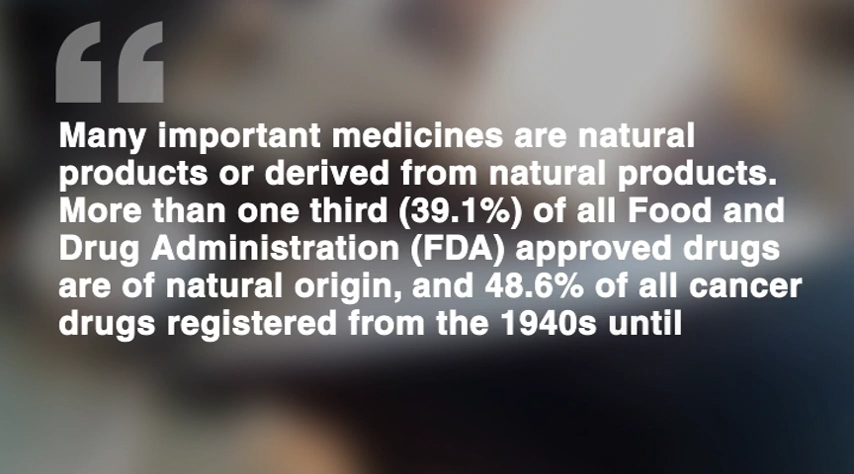 “
Many important medicines are natural
products or derived from natural products.
More than one third (39.1%) of all Food and
Drug Administration (FDA) approved drugs
are of natural origin, and 48.6% of all cancer
drugs registered from the 1940s until